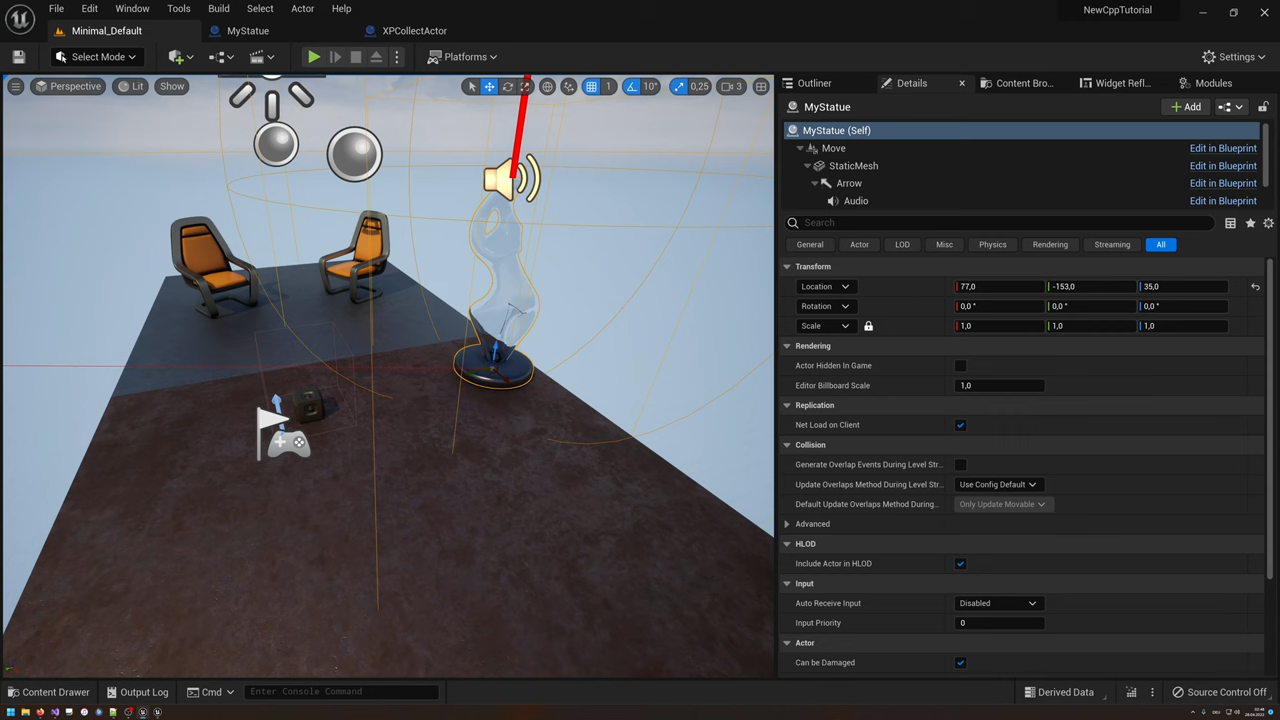 File Edit Window Tools Build Select Actor Help
NewCppTutorial
Minimal_Default MyStatue XPCollectActor
Select Mode Platforms Settings
Perspective Lit Show 1 10° 0,25 3
Outliner Details Content Bro... Widget Refl... Modules
MyStatue Add
MyStatue (Self)
Move Edit in Blueprint
StaticMesh Edit in Blueprint
Arrow Edit in Blueprint
Audio Edit in Blueprint
Search
General Actor LOD Misc Physics Rendering Streaming All
Transform
Location 77,0 -153,0 35,0
Rotation 0,0 ° 0,0 ° 0,0 °
Scale 1,0 1,0 1,0
Rendering
Actor Hidden In Game
Editor Billboard Scale 1,0
Replication
Net Load on Client
Collision
Generate Overlap Events During Level Str...
Update Overlaps Method During Level Str... Use Config Default
Default Update Overlaps Method During... Only Update Movable
Advanced
HLOD
Include Actor in HLOD
Input
Auto Receive Input Disabled
Input Priority 0
Actor
Can be Damaged
Content Drawer Output Log Cmd Enter Console Command Derived Data Source Control Off